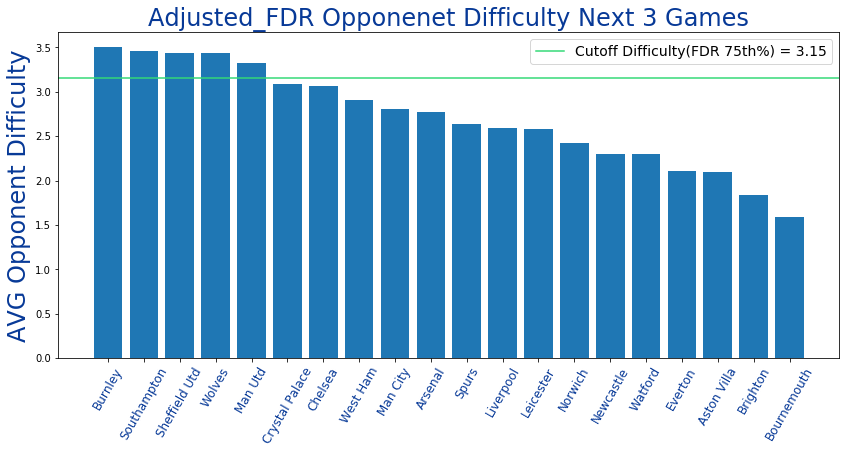 Adjusted_FDR Opponenet Difficulty Next 3 Games
Cutoff Difficulty(FDR 75th%) = 3.15
AVG Opponent Difficulty
3.5
3.0
2.5
2.0
1.5
1.0
0.5
0.0
Burnley
Southampton
Sheffield Utd
Wolves
Man Utd
Crystal Palace
Chelsea
West Ham
Man City
Arsenal
Spurs
Liverpool
Leicester
Norwich
Newcastle
Watford
Everton
Aston Villa
Brighton
Bournemouth